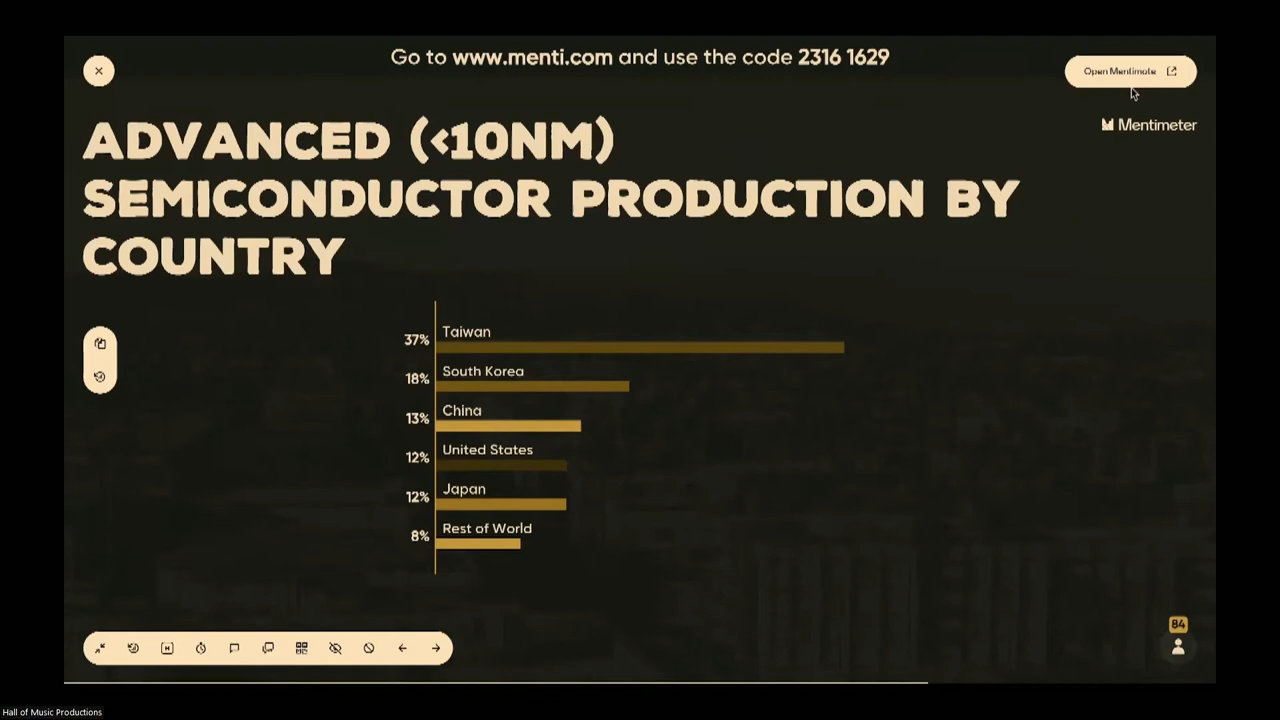 Go to www.menti.com and use the code 2316 1629
Open Mentimote
Mentimeter
ADVANCED (<10NM)
SEMICONDUCTOR PRODUCTION BY
COUNTRY
37% Taiwan
18% South Korea
13% China
12% United States
12% Japan
8% Rest of World
84
Hall of Music Productions